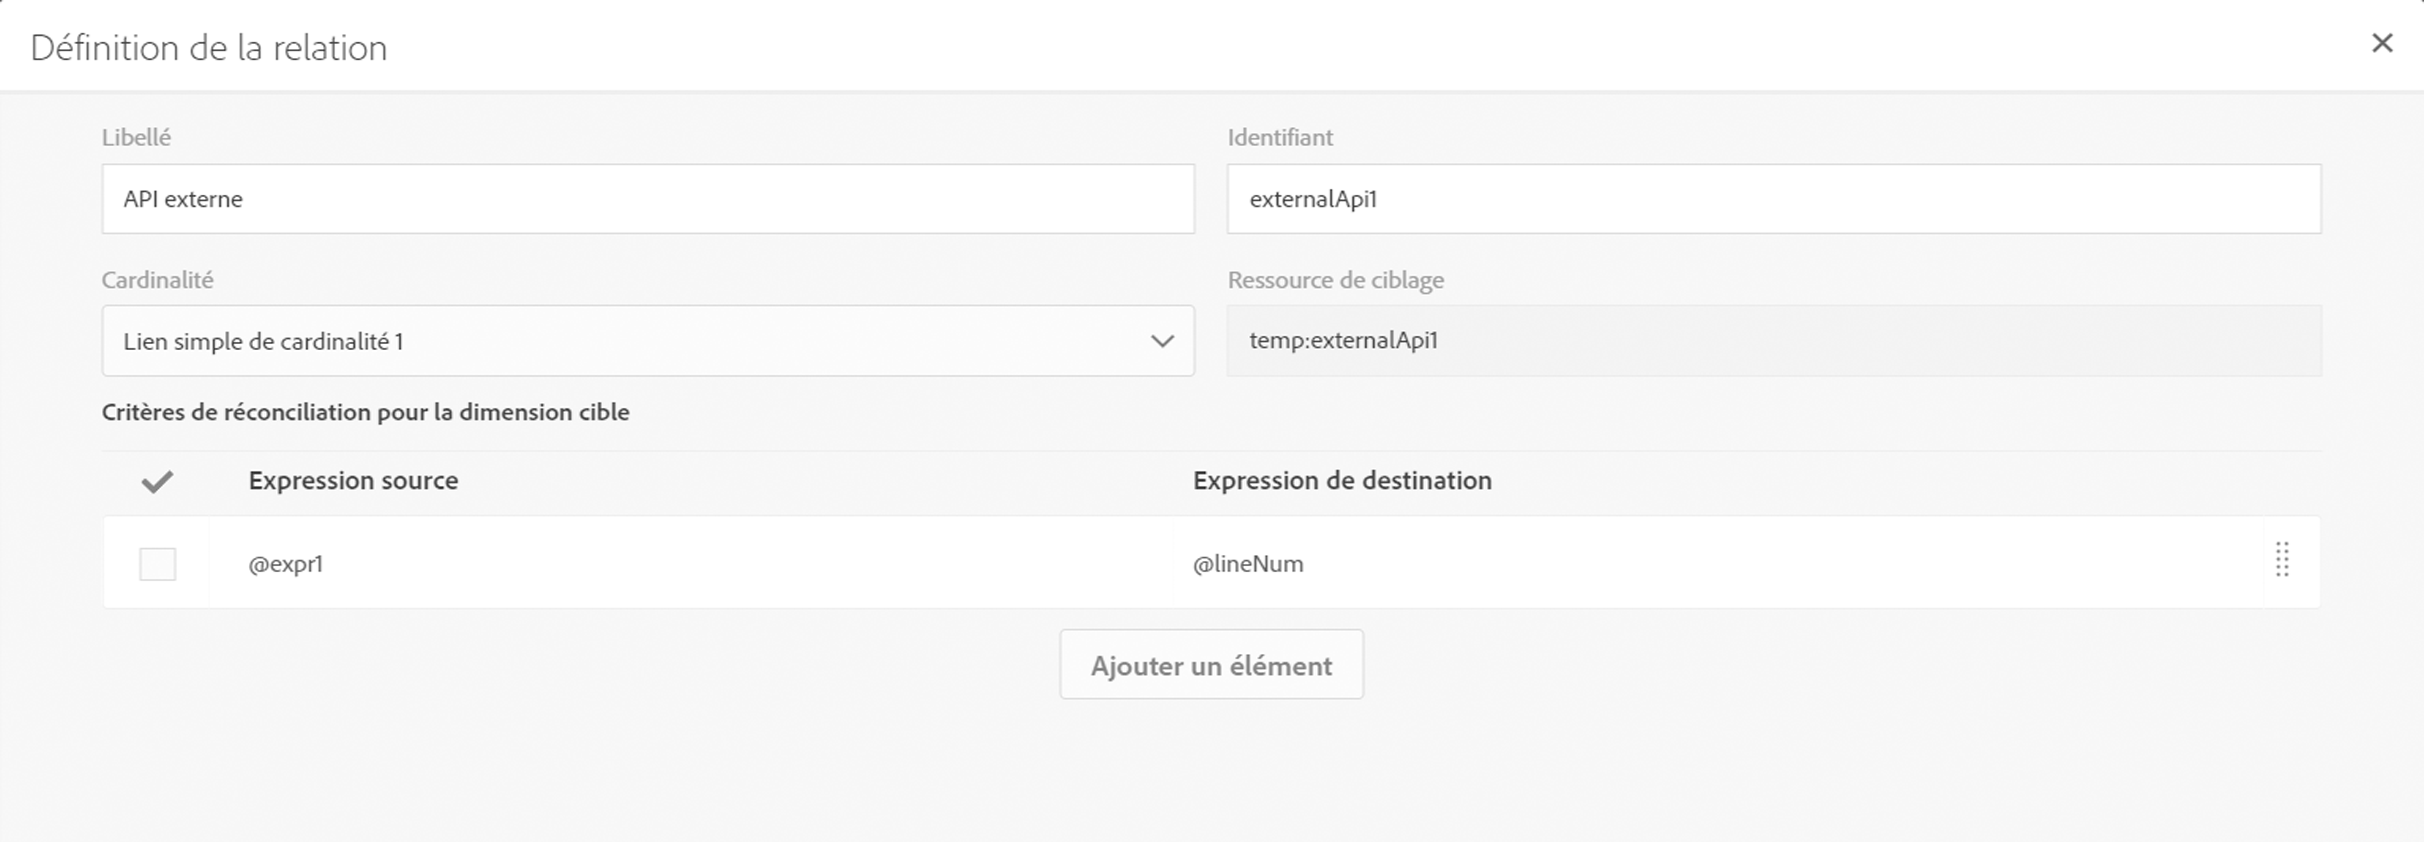 Définition de la relation
Libellé
Identifiant
API externe
externalApi1
Cardinalité
Ressource de ciblage
Lien simple de cardinalité 1
temp:externalApi1
Critères de réconciliation pour la dimension cible
Expression source
Expression de destination
@expr1
@lineNum
Ajouter un élément